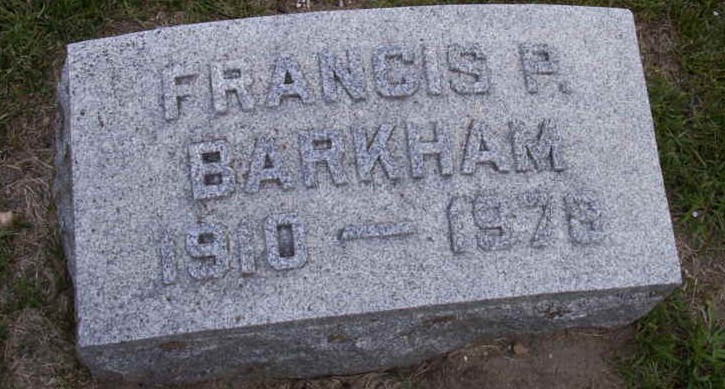 FRANCIS P.
BARKHAM
1910 — 1978